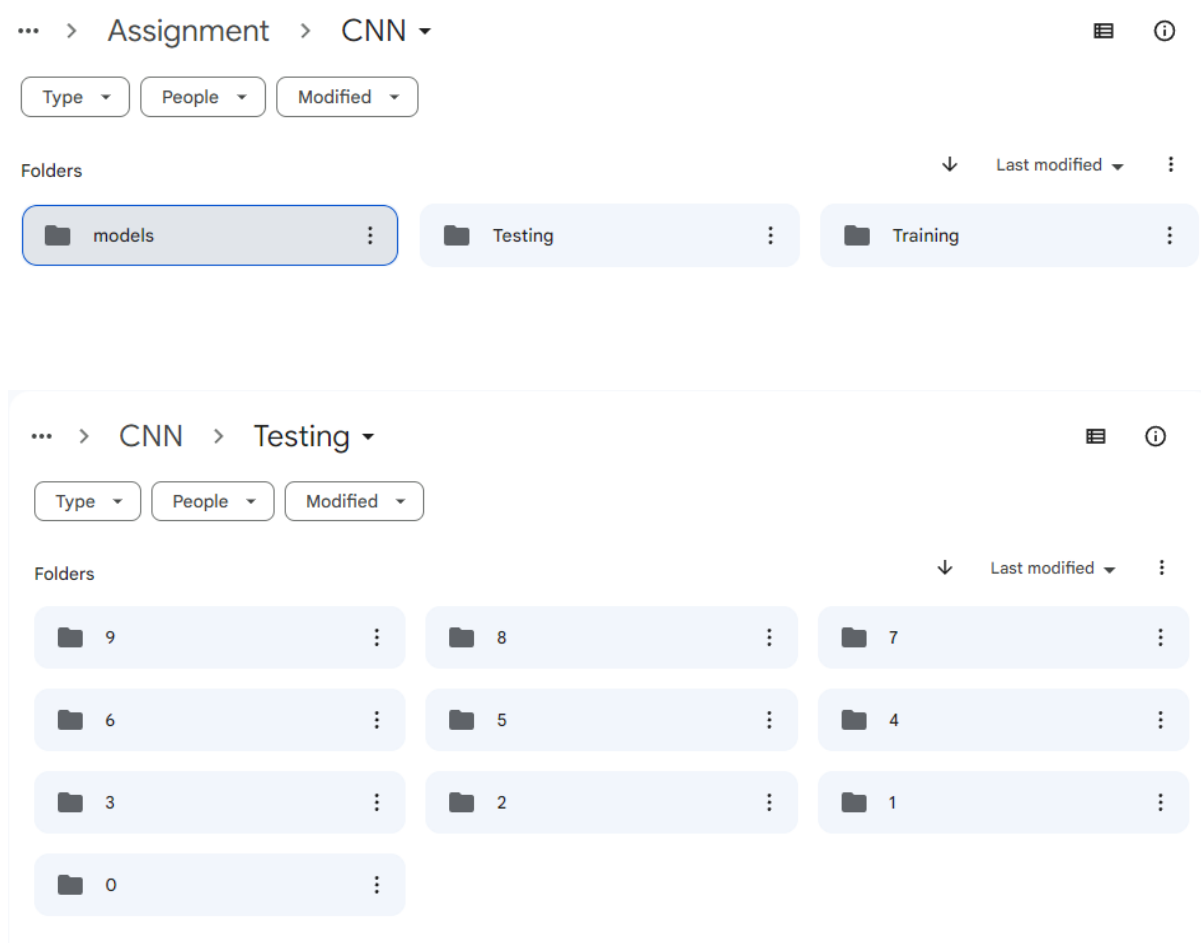 ... > Assignment > CNN
Type People Modified
Folders Last modified
models Testing Training
... > CNN > Testing
Type People Modified
Folders Last modified
9 8 7
6 5 4
3 2 1
0